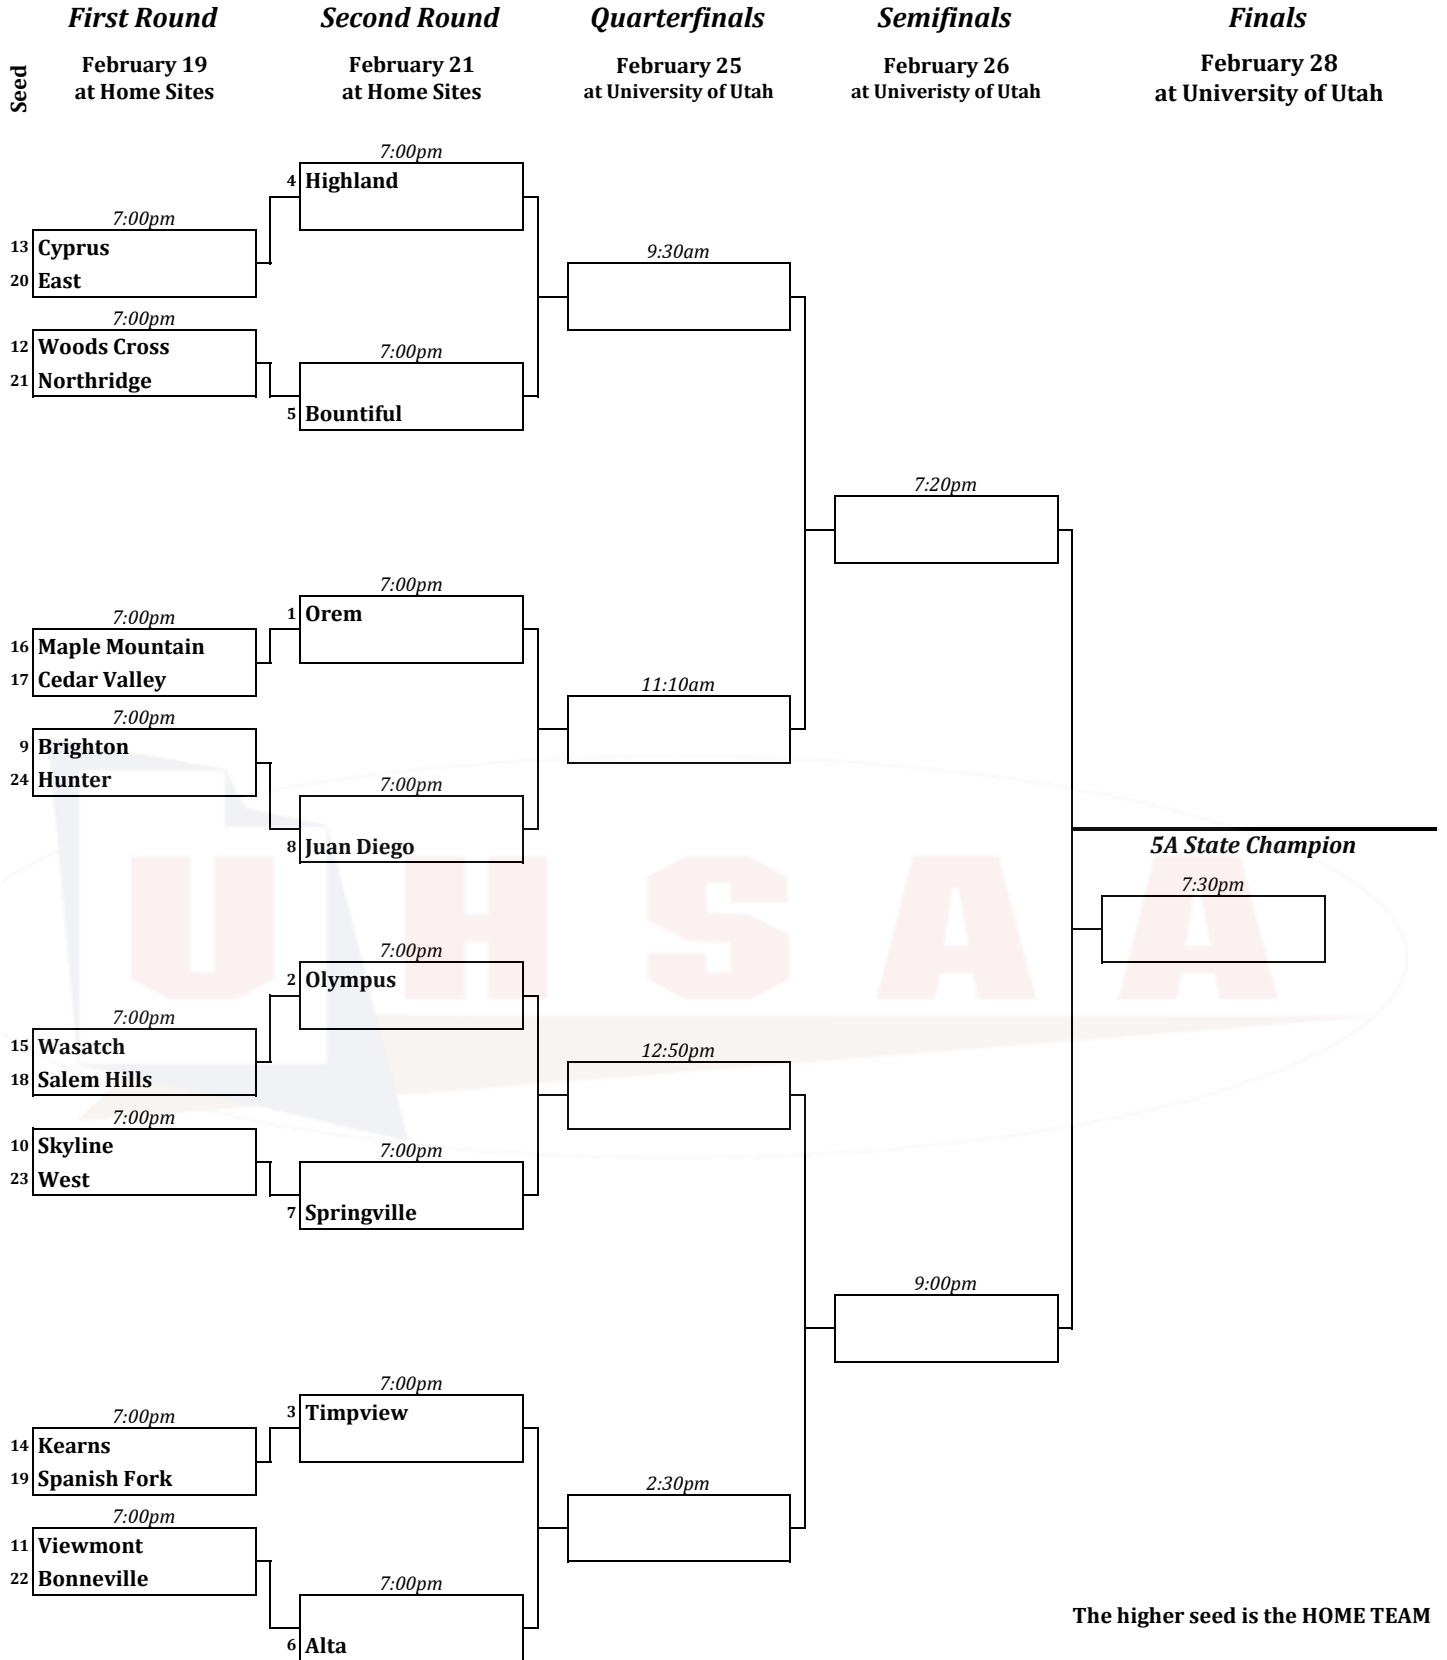 First Round
Second Round
Quarterfinals
Semifinals
Finals
Seed
February 19
at Home Sites
February 21
at Home Sites
February 25
at University of Utah
February 26
at Univeristy of Utah
February 28
at University of Utah
7:00pm
4 Highland
7:00pm
13 Cyprus
20 East
9:30am
7:00pm
12 Woods Cross
21 Northridge
7:00pm
5 Bountiful
7:20pm
7:00pm
1 Orem
7:00pm
16 Maple Mountain
17 Cedar Valley
11:10am
7:00pm
9 Brighton
24 Hunter
7:00pm
8 Juan Diego
5A State Champion
7:30pm
UHSAA
7:00pm
2 Olympus
7:00pm
15 Wasatch
18 Salem Hills
12:50pm
7:00pm
10 Skyline
23 West
7:00pm
7 Springville
9:00pm
7:00pm
3 Timpview
7:00pm
14 Kearns
19 Spanish Fork
2:30pm
7:00pm
11 Viewmont
22 Bonneville
7:00pm
6 Alta
The higher seed is the HOME TEAM